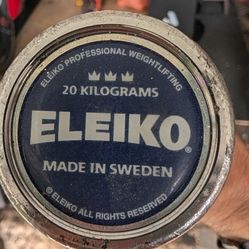 ELEIKO PROFESSIONAL WEIGHTLIFTING
20 KILOGRAMS
ELEIKO®
MADE IN SWEDEN
© ELEIKO ALL RIGHTS RESERVED